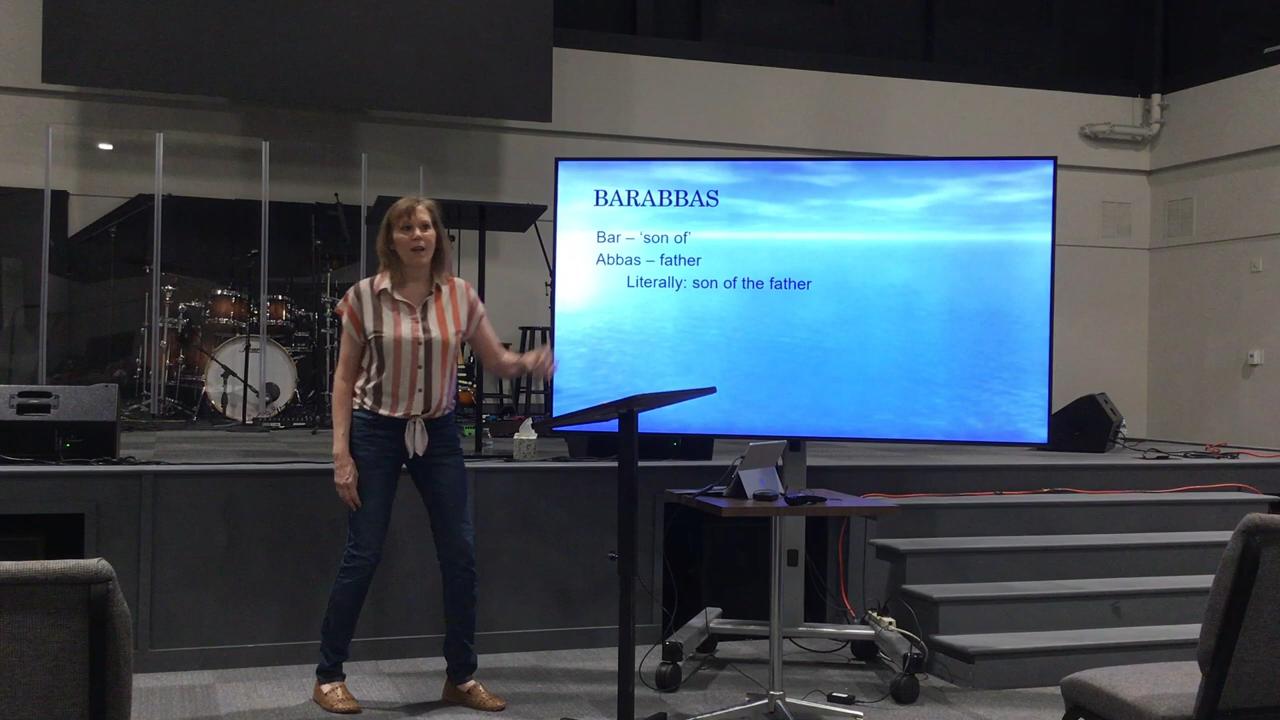 BARABBAS
Bar – ‘son of’
Abbas – father
Literally: son of the father